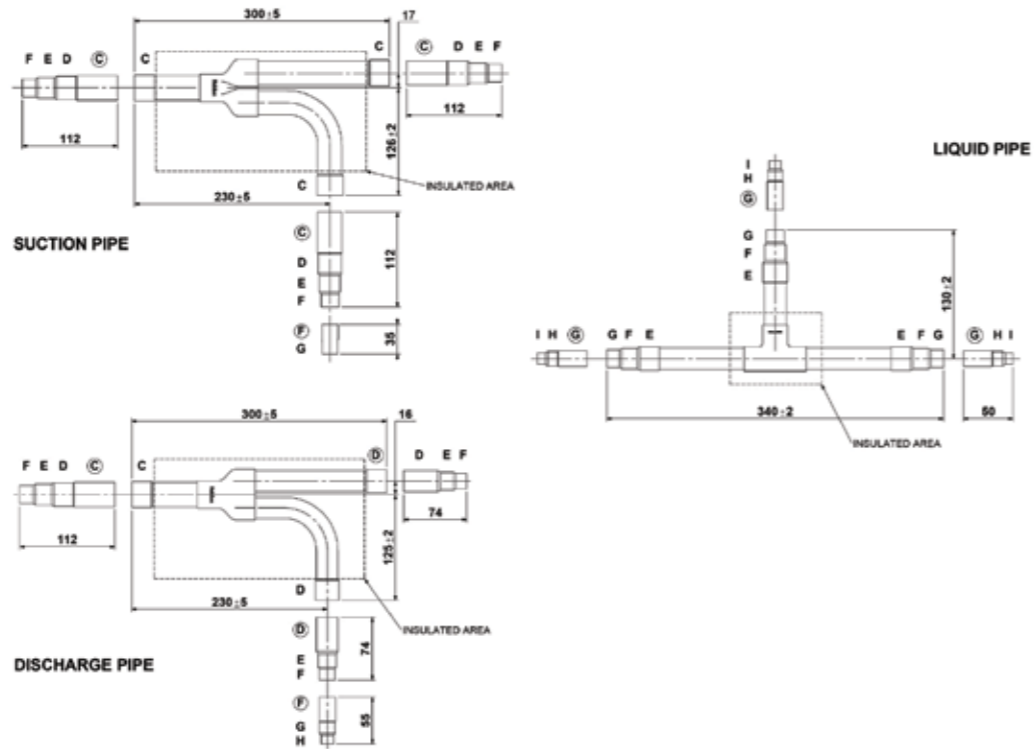 300±5
17
F E D Ⓒ C
C Ⓒ D E F
112
112
126±2
C
INSULATED AREA
230±5
SUCTION PIPE
Ⓒ
D
E
F
112
Ⓕ
G
35
LIQUID PIPE
I
H
Ⓖ
G
F
E
130±2
I H Ⓖ G F E
E F G Ⓖ H I
340±2
50
INSULATED AREA
300±5
16
F E D Ⓒ C
Ⓓ D E F
112
74
125±2
D
230±5
INSULATED AREA
DISCHARGE PIPE
Ⓓ
E
F
74
Ⓕ
G
H
55